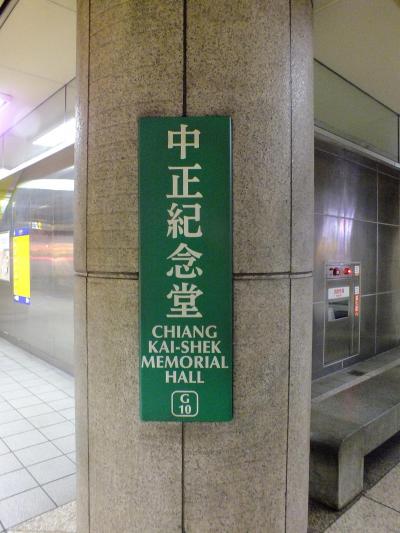 中正紀念堂
CHIANG
KAI-SHEK
MEMORIAL
HALL
G
10